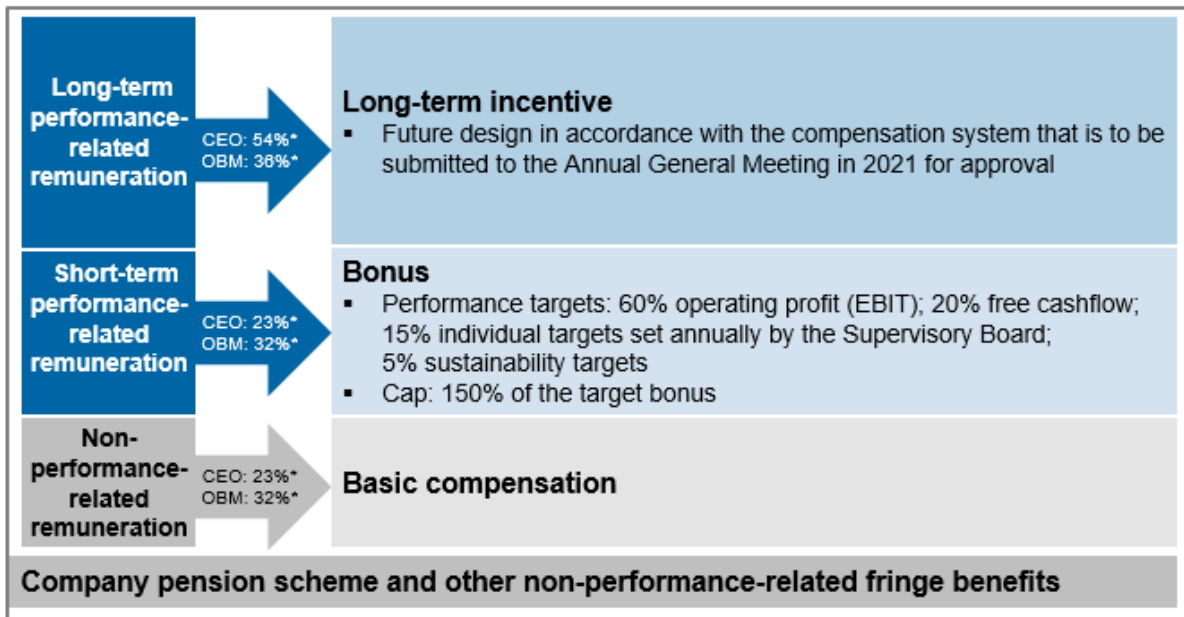 Long-term
performance-
related
remuneration
CEO: 54%*
OBM: 36%*
Long-term incentive
▪ Future design in accordance with the compensation system that is to be
submitted to the Annual General Meeting in 2021 for approval
Short-term
performance-
related
remuneration
CEO: 23%*
OBM: 32%*
Bonus
▪ Performance targets: 60% operating profit (EBIT); 20% free cashflow;
15% individual targets set annually by the Supervisory Board;
5% sustainability targets
▪ Cap: 150% of the target bonus
Non-
performance-
related
remuneration
CEO: 23%*
OBM: 32%*
Basic compensation
Company pension scheme and other non-performance-related fringe benefits